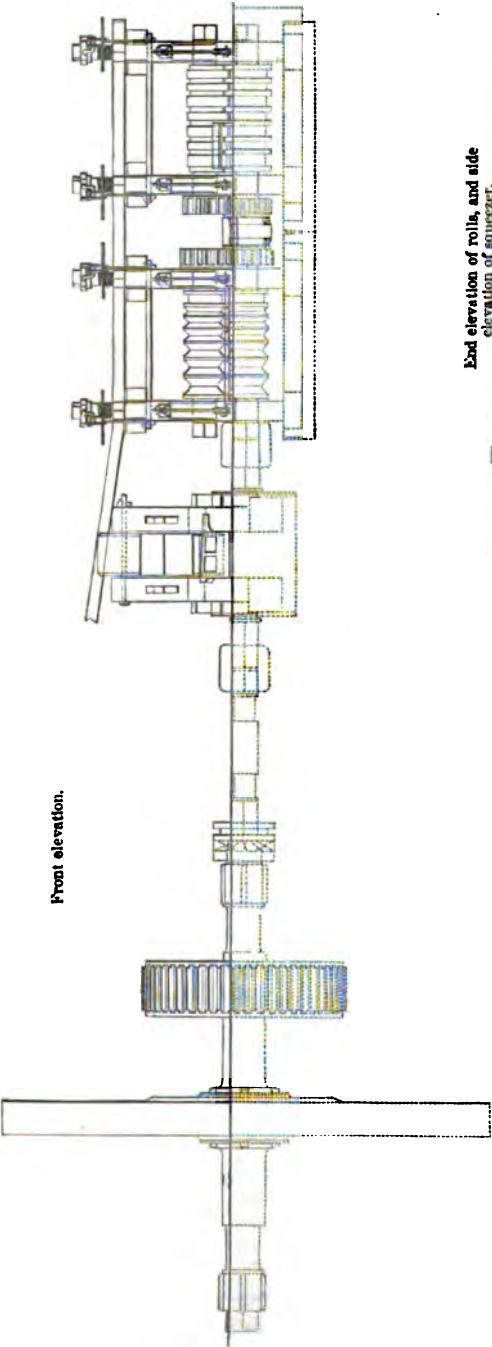 Front elevation.
End elevation of rolls, and side
elevation of squeezer.